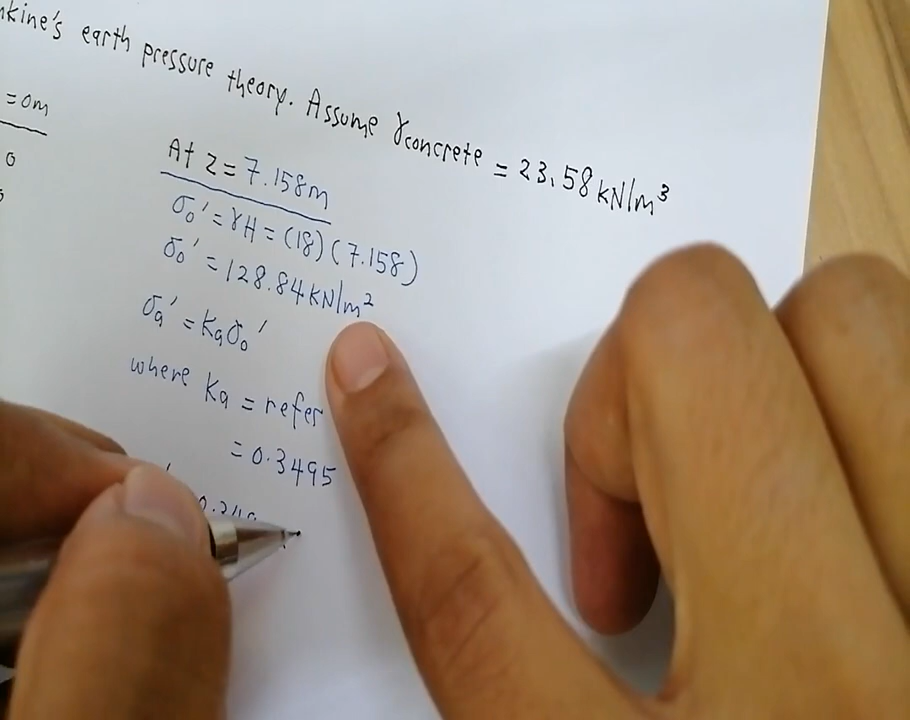 earth pressure theory. Assume γconcrete = 23.58 kN/m³
= 0m
0
At z = 7.158m
σo' = γH = (18)(7.158)
σo' = 128.84 kN/m²
σa' = Kaσo'
where Ka = refer
= 0.3495